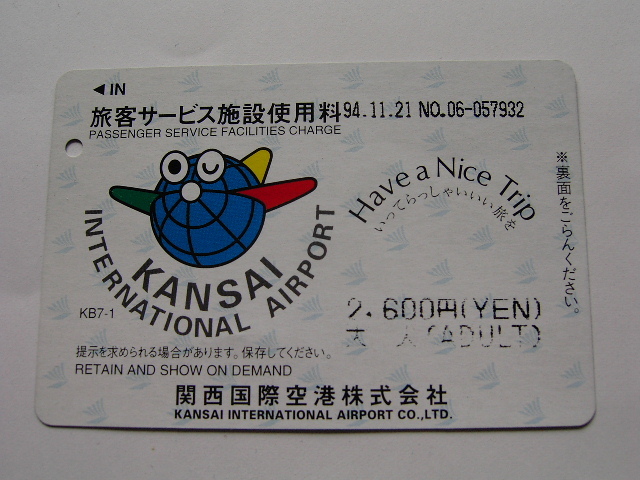 ◀IN
旅客サービス施設使用料 94.11.21 NO.06-057932
PASSENGER SERVICE FACILITIES CHARGE
KANSAI
INTERNATIONAL AIRPORT
Have a Nice Trip
いってらっしゃいいい旅を
※裏面をごらんください。
KB7-1
2,600円(YEN)
大 人(ADULT)
提示を求められる場合があります。保存してください。
RETAIN AND SHOW ON DEMAND
関西国際空港株式会社
KANSAI INTERNATIONAL AIRPORT CO.,LTD.